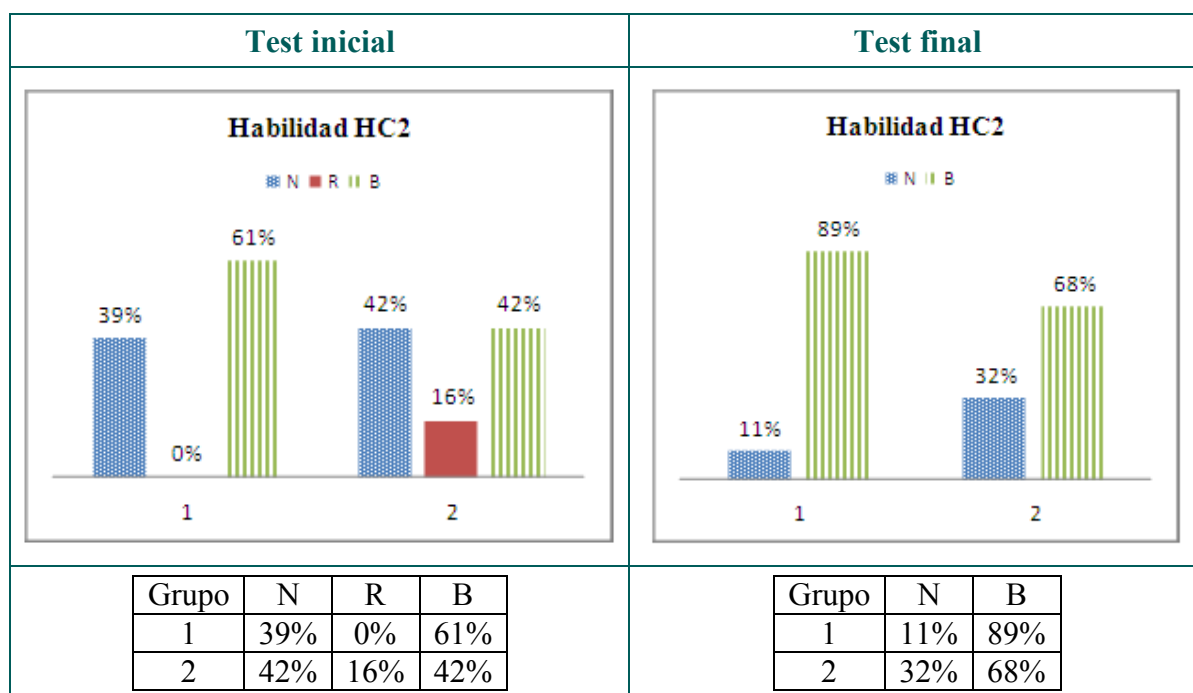 Test inicial
Test final
Habilidad HC2
N R B
39%
0%
61%
42%
16%
42%
1
2
Habilidad HC2
N B
11%
89%
32%
68%
1
2
Grupo N R B
1 39% 0% 61%
2 42% 16% 42%
Grupo N B
1 11% 89%
2 32% 68%